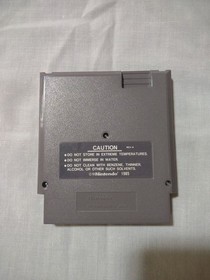 CAUTION
●DO NOT STORE IN EXTREME TEMPERATURES.
●DO NOT IMMERSE IN WATER.
●DO NOT CLEAN WITH BENZENE, THINNER,
ALCOHOL OR OTHER SUCH SOLVENTS.
©Nintendo® 1985